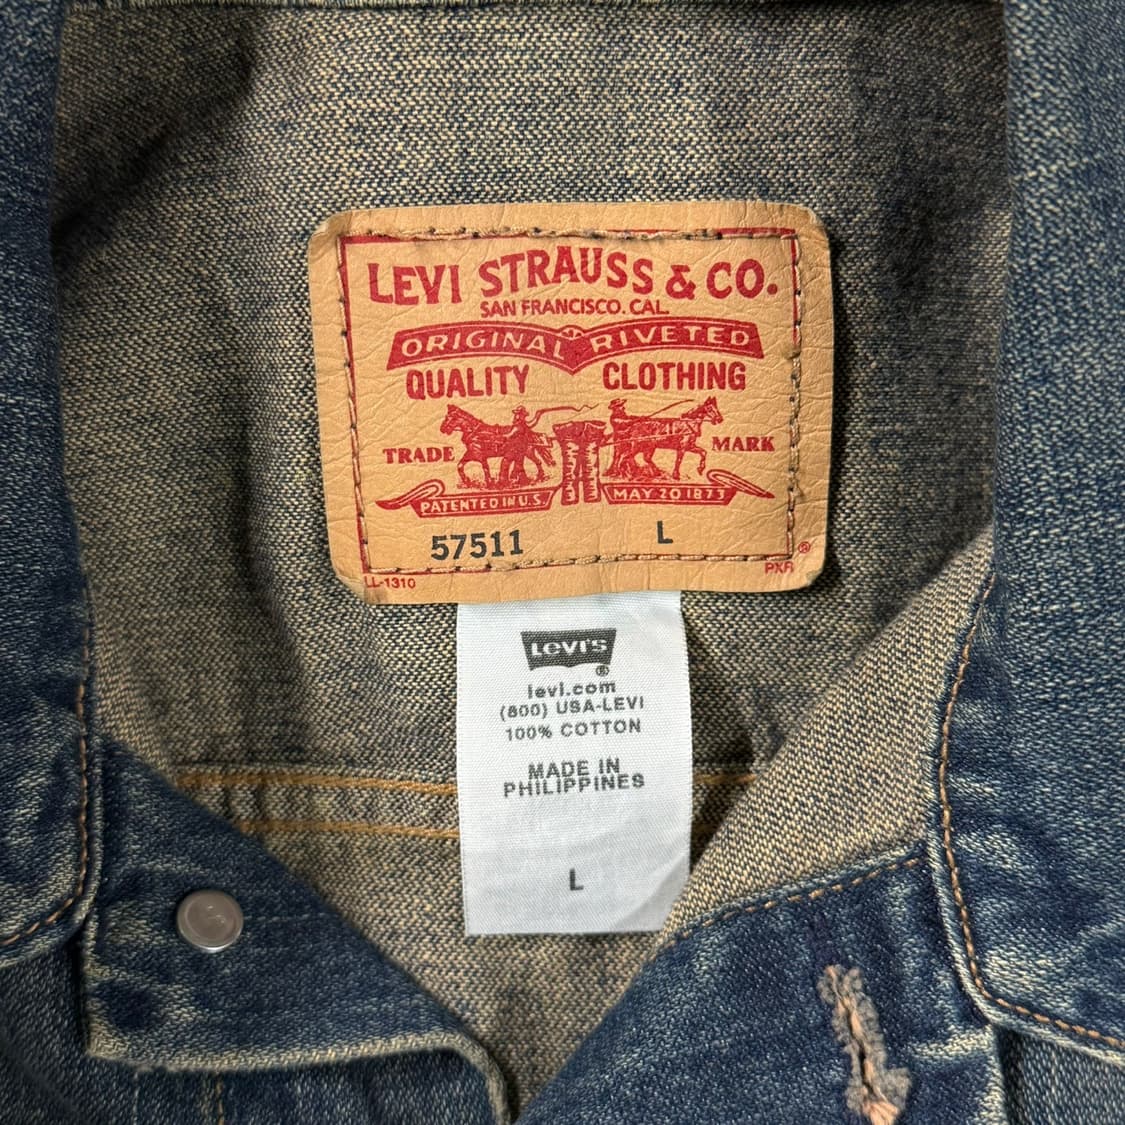 LEVI STRAUSS & CO.
SAN FRANCISCO. CAL.
ORIGINAL RIVETED
QUALITY CLOTHING
TRADE MARK
PATENTED IN U.S. MAY 20 1873
57511 L
LL-1310 PXR ®
Levi's
®
levi.com
(800) USA-LEVI
100% COTTON
MADE IN
PHILIPPINES
L